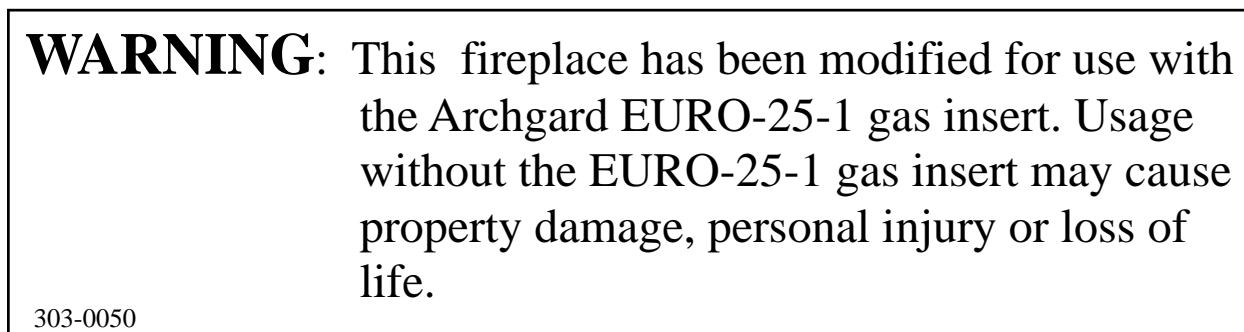 WARNING: This fireplace has been modified for use with
the Archgard EURO-25-1 gas insert. Usage
without the EURO-25-1 gas insert may cause
property damage, personal injury or loss of
life.
303-0050